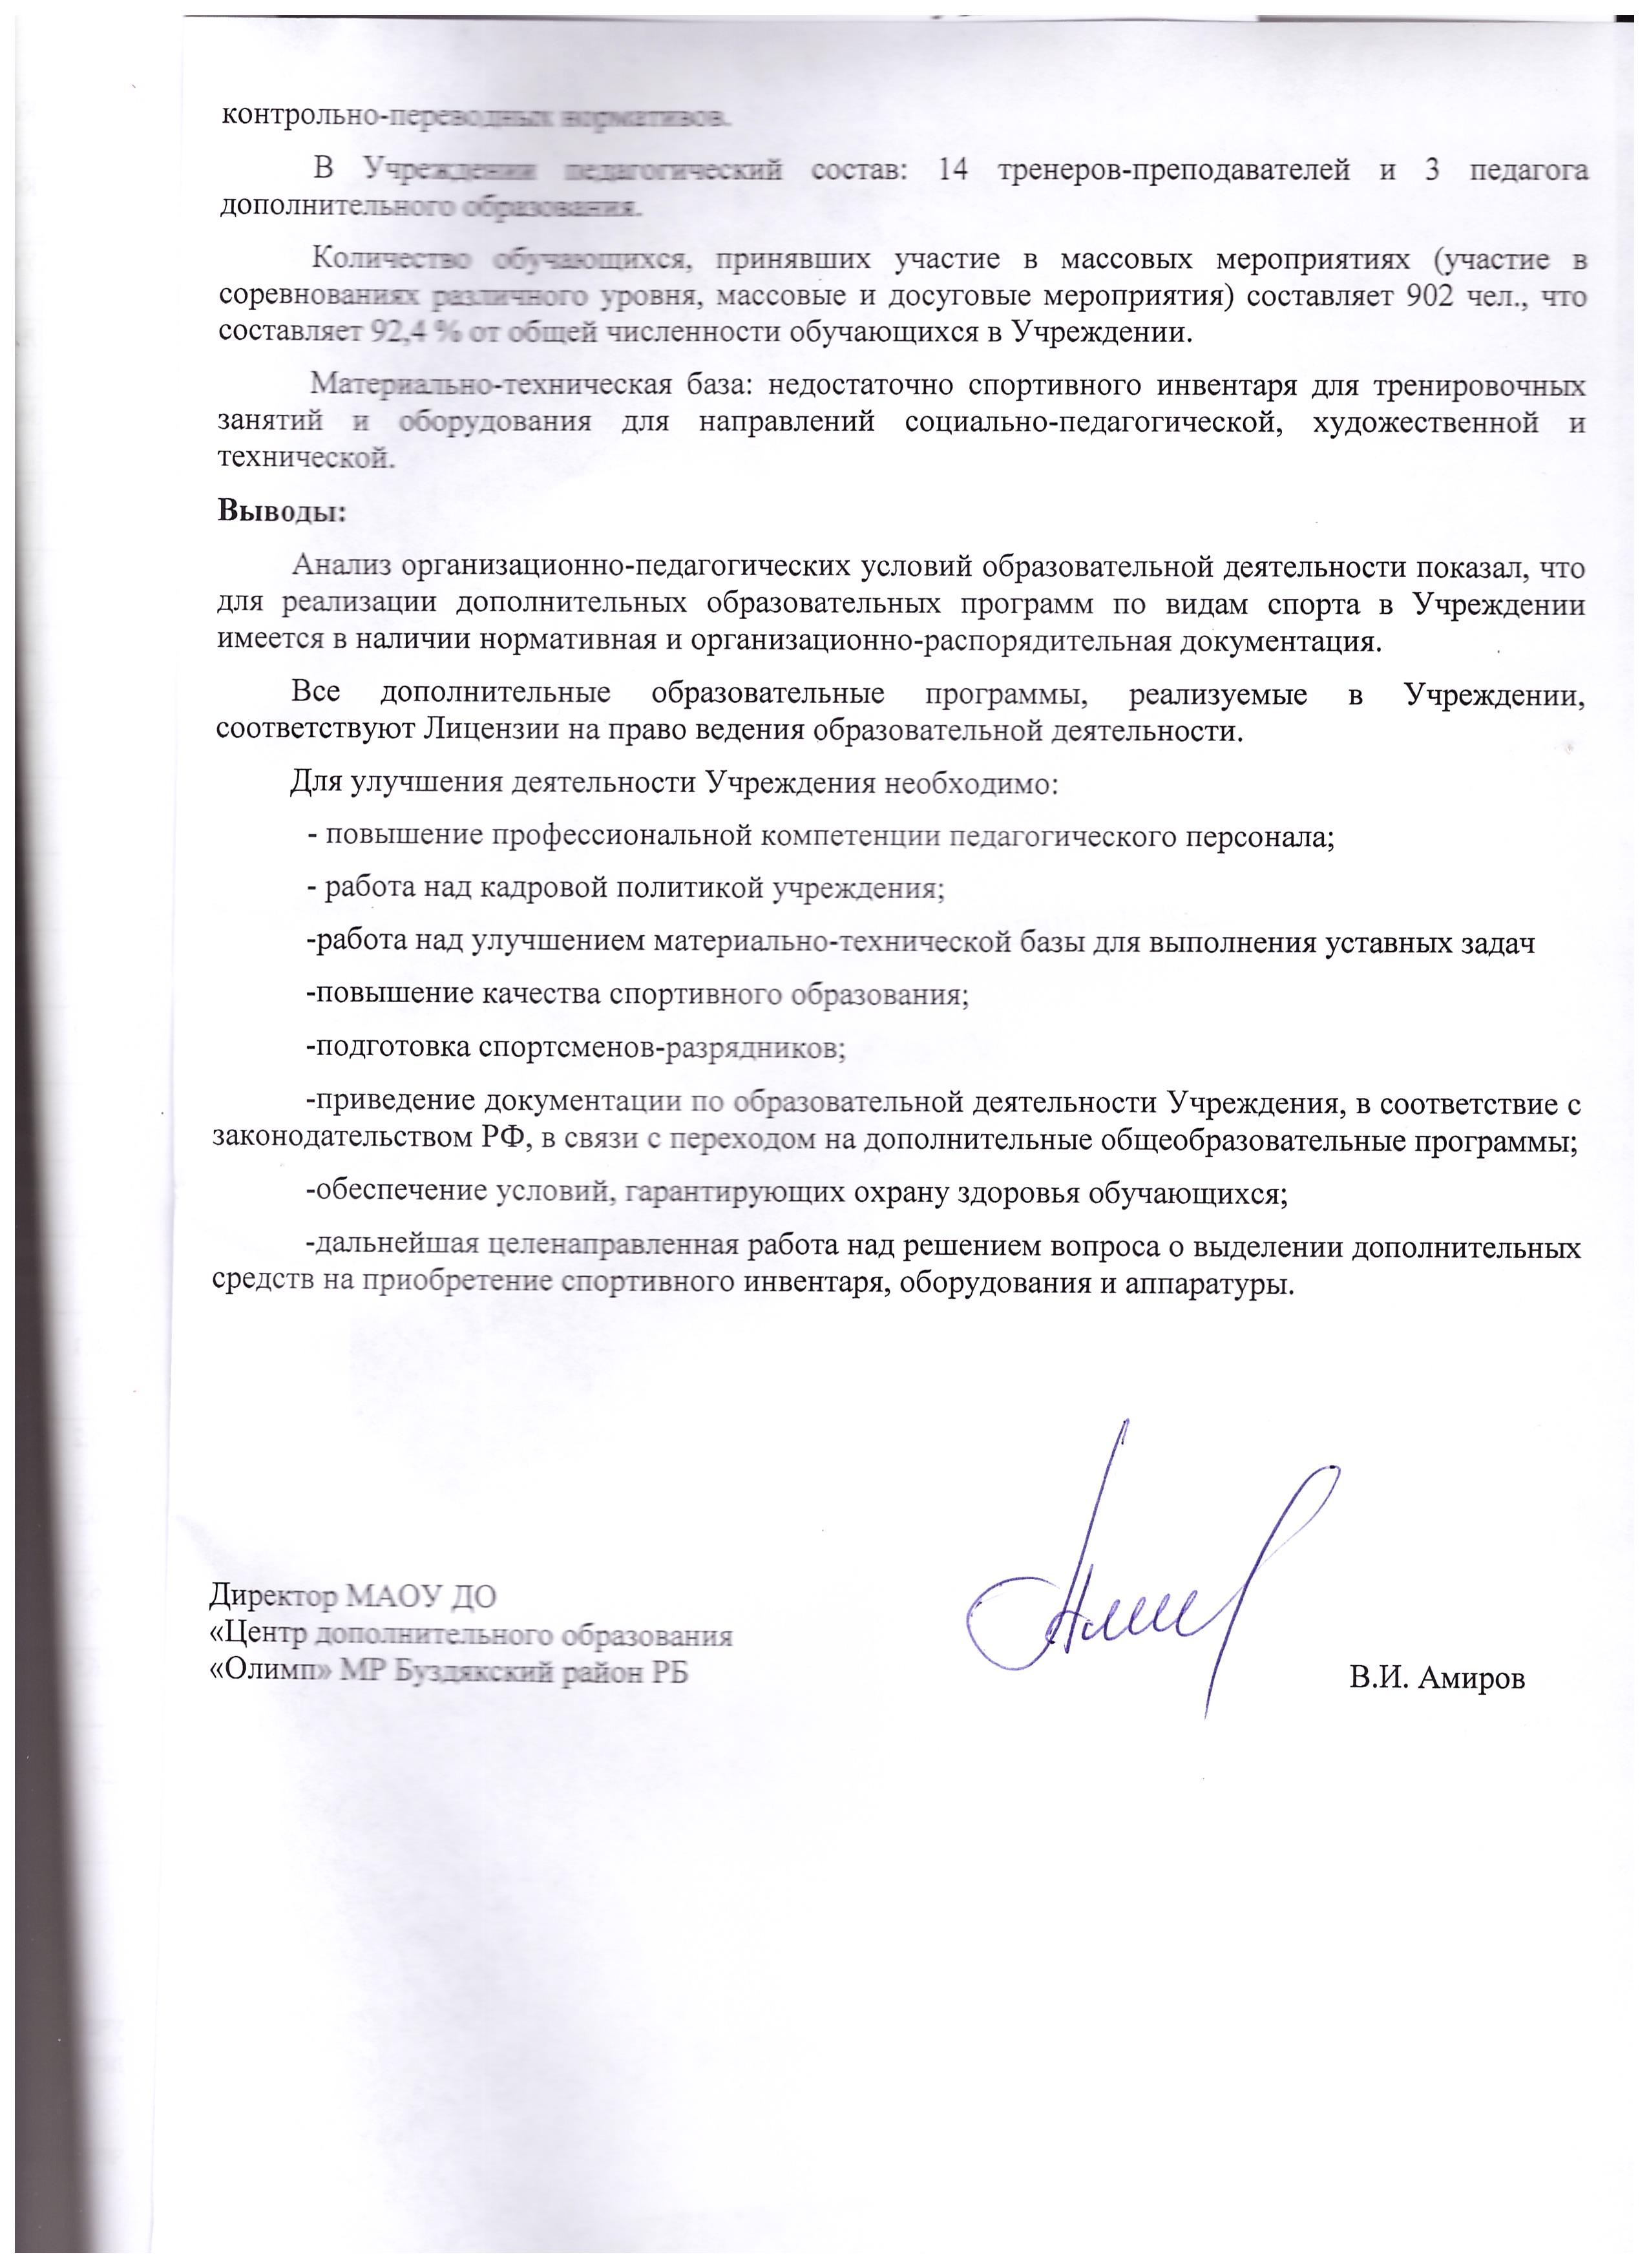 контрольно-переводных нормативов.
В Учреждении педагогический состав: 14 тренеров-преподавателей и 3 педагога
дополнительного образования.
Количество обучающихся, принявших участие в массовых мероприятиях (участие в
соревнованиях различного уровня, массовые и досуговые мероприятия) составляет 902 чел., что
составляет 92,4 % от общей численности обучающихся в Учреждении.
Материально-техническая база: недостаточно спортивного инвентаря для тренировочных
занятий и оборудования для направлений социально-педагогической, художественной и
технической.
Выводы:
Анализ организационно-педагогических условий образовательной деятельности показал, что
для реализации дополнительных образовательных программ по видам спорта в Учреждении
имеется в наличии нормативная и организационно-распорядительная документация.
Все дополнительные образовательные программы, реализуемые в Учреждении,
соответствуют Лицензии на право ведения образовательной деятельности.
Для улучшения деятельности Учреждения необходимо:
- повышение профессиональной компетенции педагогического персонала;
- работа над кадровой политикой учреждения;
-работа над улучшением материально-технической базы для выполнения уставных задач
-повышение качества спортивного образования;
-подготовка спортсменов-разрядников;
-приведение документации по образовательной деятельности Учреждения, в соответствие с
законодательством РФ, в связи с переходом на дополнительные общеобразовательные программы;
-обеспечение условий, гарантирующих охрану здоровья обучающихся;
-дальнейшая целенаправленная работа над решением вопроса о выделении дополнительных
средств на приобретение спортивного инвентаря, оборудования и аппаратуры.
Директор МАОУ ДО
«Центр дополнительного образования
«Олимп» МР Буздякский район РБ
В.И. Амиров